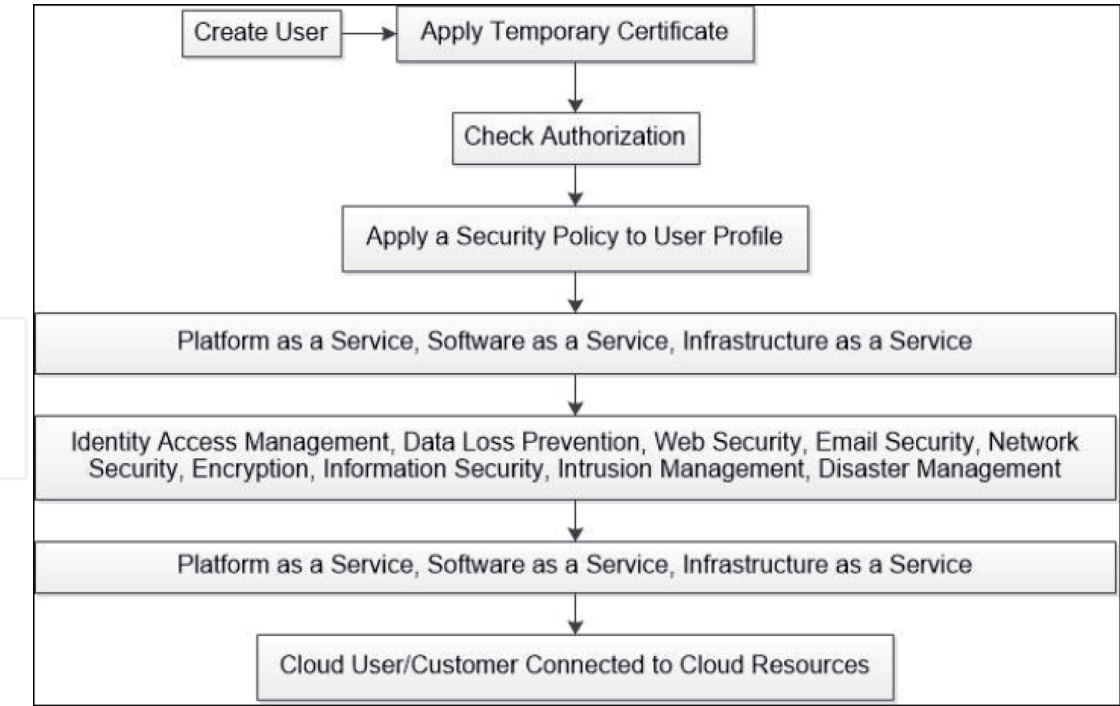 Create User
Apply Temporary Certificate
Check Authorization
Apply a Security Policy to User Profile
Platform as a Service, Software as a Service, Infrastructure as a Service
Identity Access Management, Data Loss Prevention, Web Security, Email Security, Network
Security, Encryption, Information Security, Intrusion Management, Disaster Management
Platform as a Service, Software as a Service, Infrastructure as a Service
Cloud User/Customer Connected to Cloud Resources